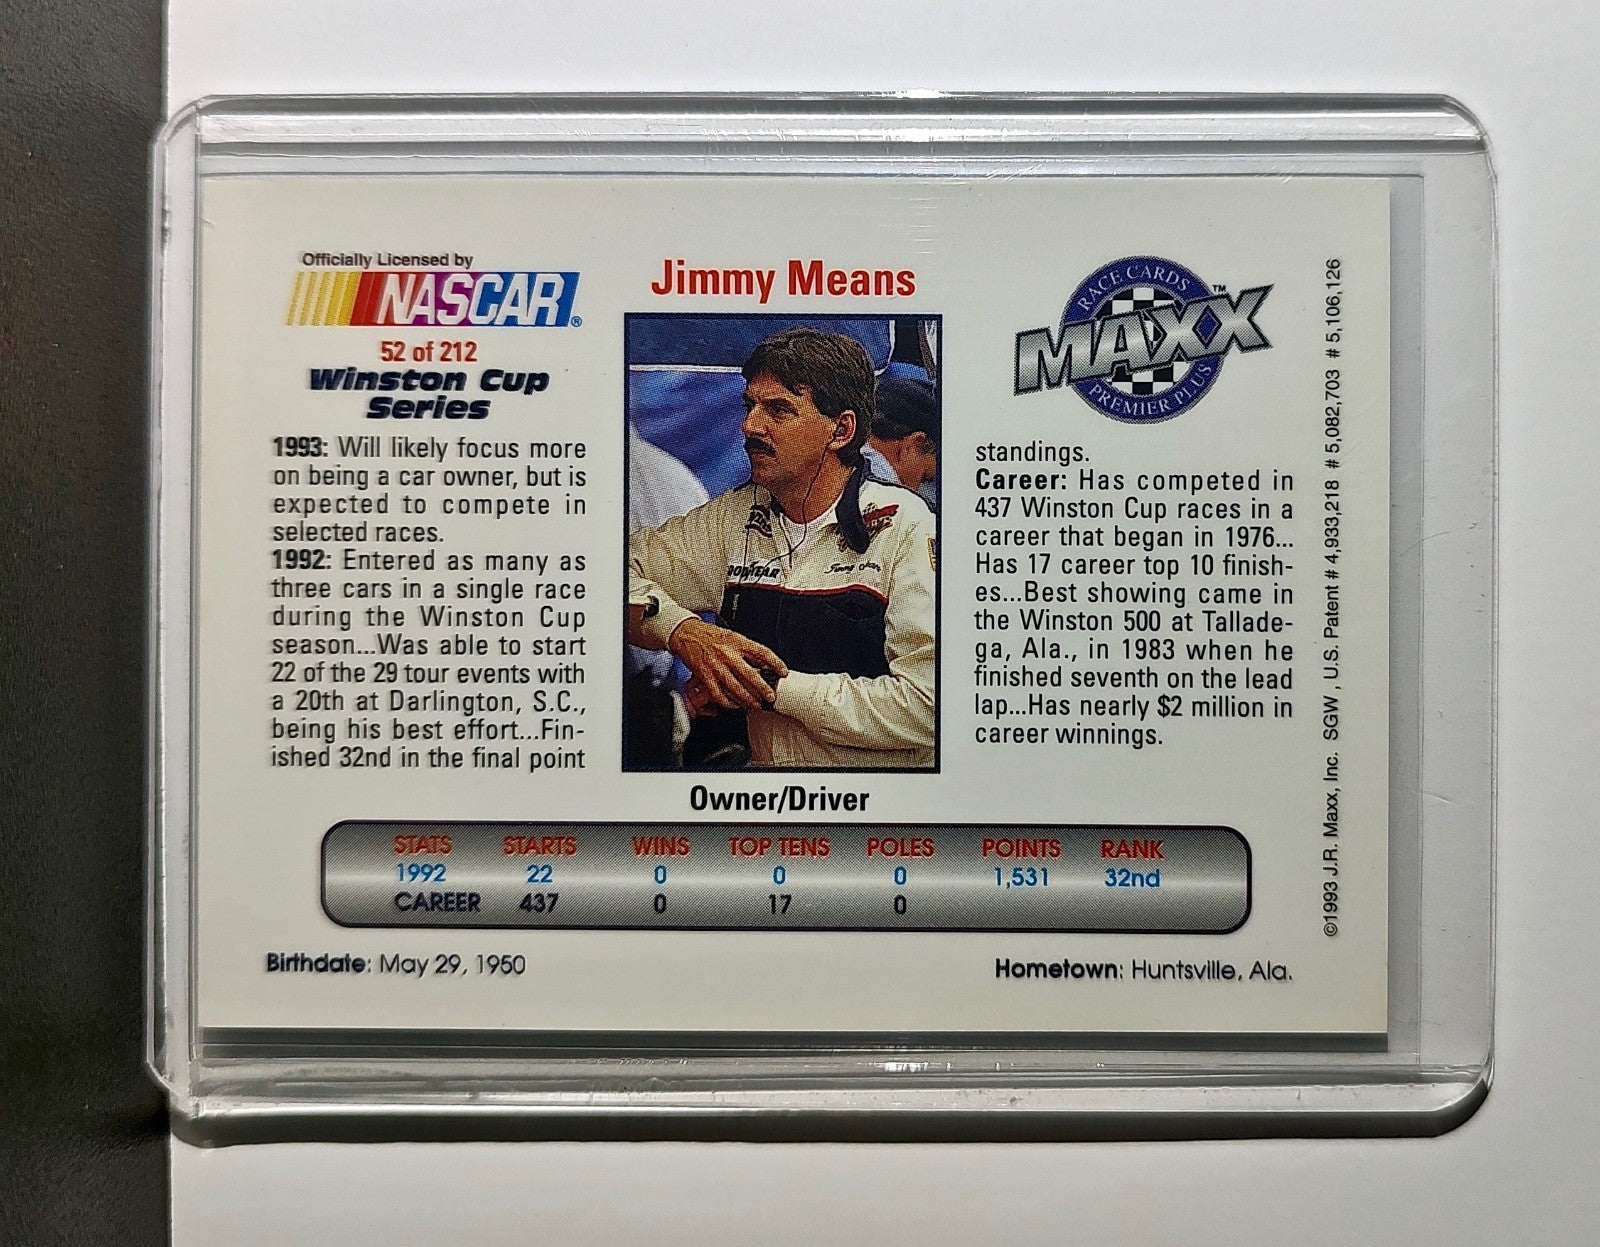 Officially Licensed by
NASCAR®
52 of 212
Winston Cup
Series
1993: Will likely focus more
on being a car owner, but is
expected to compete in
selected races.
1992: Entered as many as
three cars in a single race
during the Winston Cup
season...Was able to start
22 of the 29 tour events with
a 20th at Darlington, S.C.,
being his best effort...Fin-
ished 32nd in the final point
Jimmy Means
GOODYEAR
Owner/Driver
RACE CARDS
MAXX™
PREMIER PLUS
standings.
Career: Has competed in
437 Winston Cup races in a
career that began in 1976...
Has 17 career top 10 finish-
es...Best showing came in
the Winston 500 at Tallade-
ga, Ala., in 1983 when he
finished seventh on the lead
lap...Has nearly $2 million in
career winnings.
STATS STARTS WINS TOP TENS POLES POINTS RANK
1992 22 0 0 0 1,531 32nd
CAREER 437 0 17 0
Birthdate: May 29, 1950
Hometown: Huntsville, Ala.
©1993 J.R. Maxx, Inc. SGW, U.S. Patent # 4,933,218 # 5,082,703 # 5,106,126